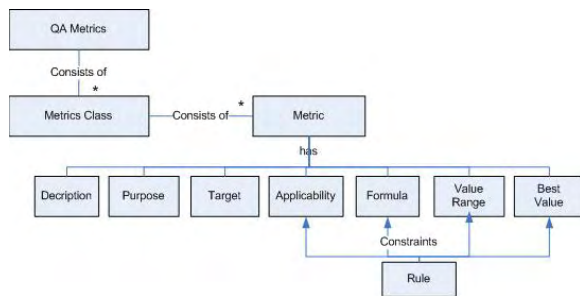 QA Metrics
Consists of
*
Metrics Class
Consists of
*
Metric
has
Decription
Purpose
Target
Applicability
Formula
Value
Range
Best
Value
Constraints
Rule